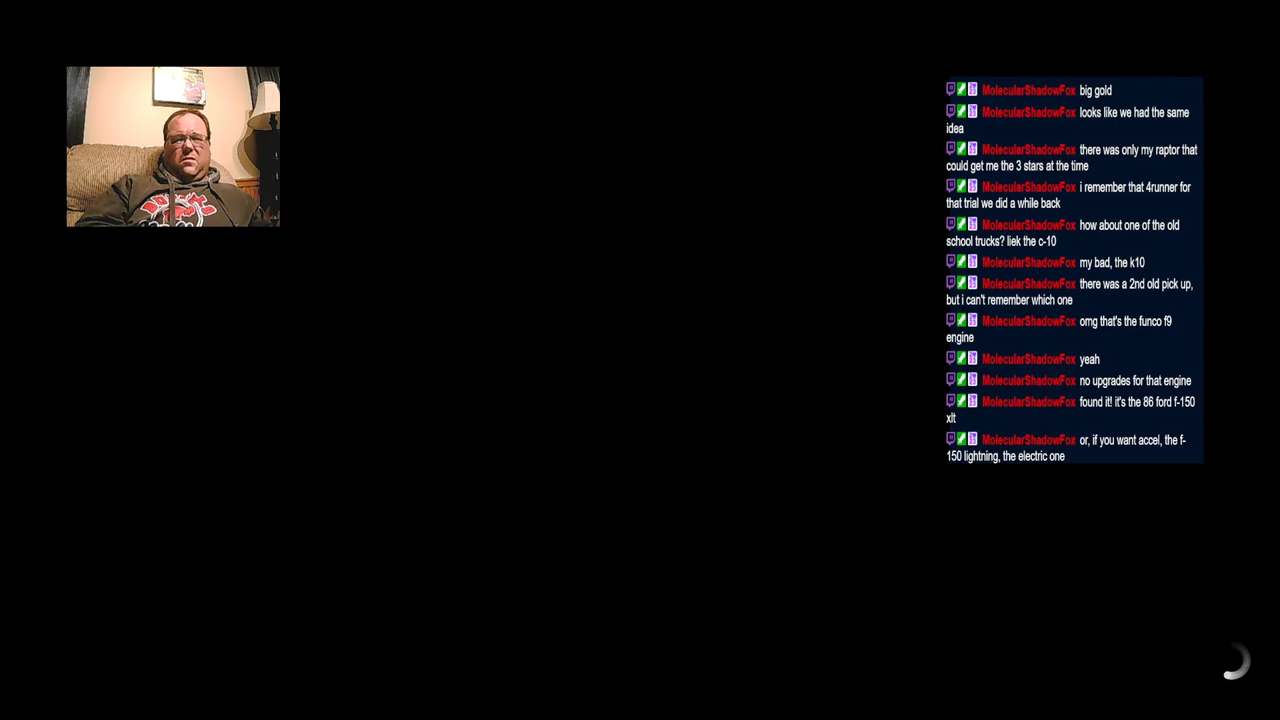 MolecularShadowFox big gold
MolecularShadowFox looks like we had the same
idea
MolecularShadowFox there was only my raptor that
could get me the 3 stars at the time
MolecularShadowFox i remember that 4runner for
that trial we did a while back
MolecularShadowFox how about one of the old
school trucks? liek the c-10
MolecularShadowFox my bad, the k10
MolecularShadowFox there was a 2nd old pick up,
but i can't remember which one
MolecularShadowFox omg that's the funco f9
engine
MolecularShadowFox yeah
MolecularShadowFox no upgrades for that engine
MolecularShadowFox found it! it's the 86 ford f-150
xlt
MolecularShadowFox or, if you want accel, the f-
150 lightning, the electric one